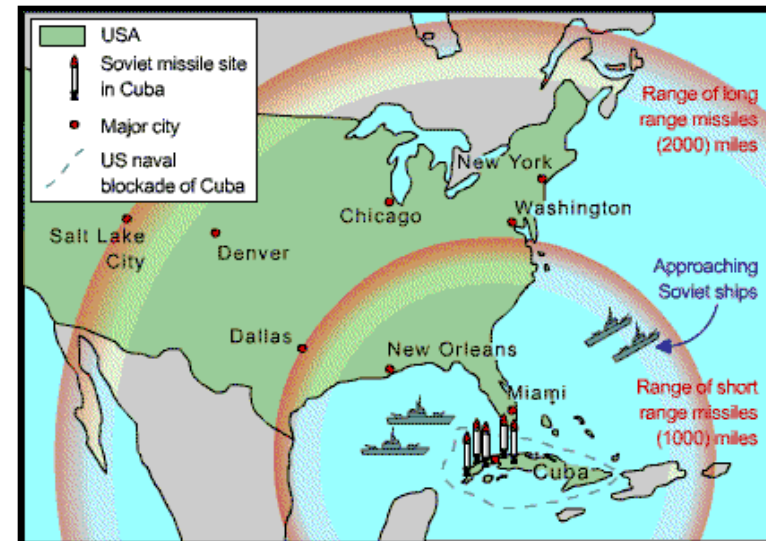 USA
Soviet missile site
in Cuba
Major city
US naval
blockade of Cuba
Range of long
range missiles
(2000) miles
New York
Chicago
Washington
Salt Lake
City
Denver
Approaching
Soviet ships
Dallas
New Orleans
Miami
Range of short
range missiles
(1000) miles
Cuba